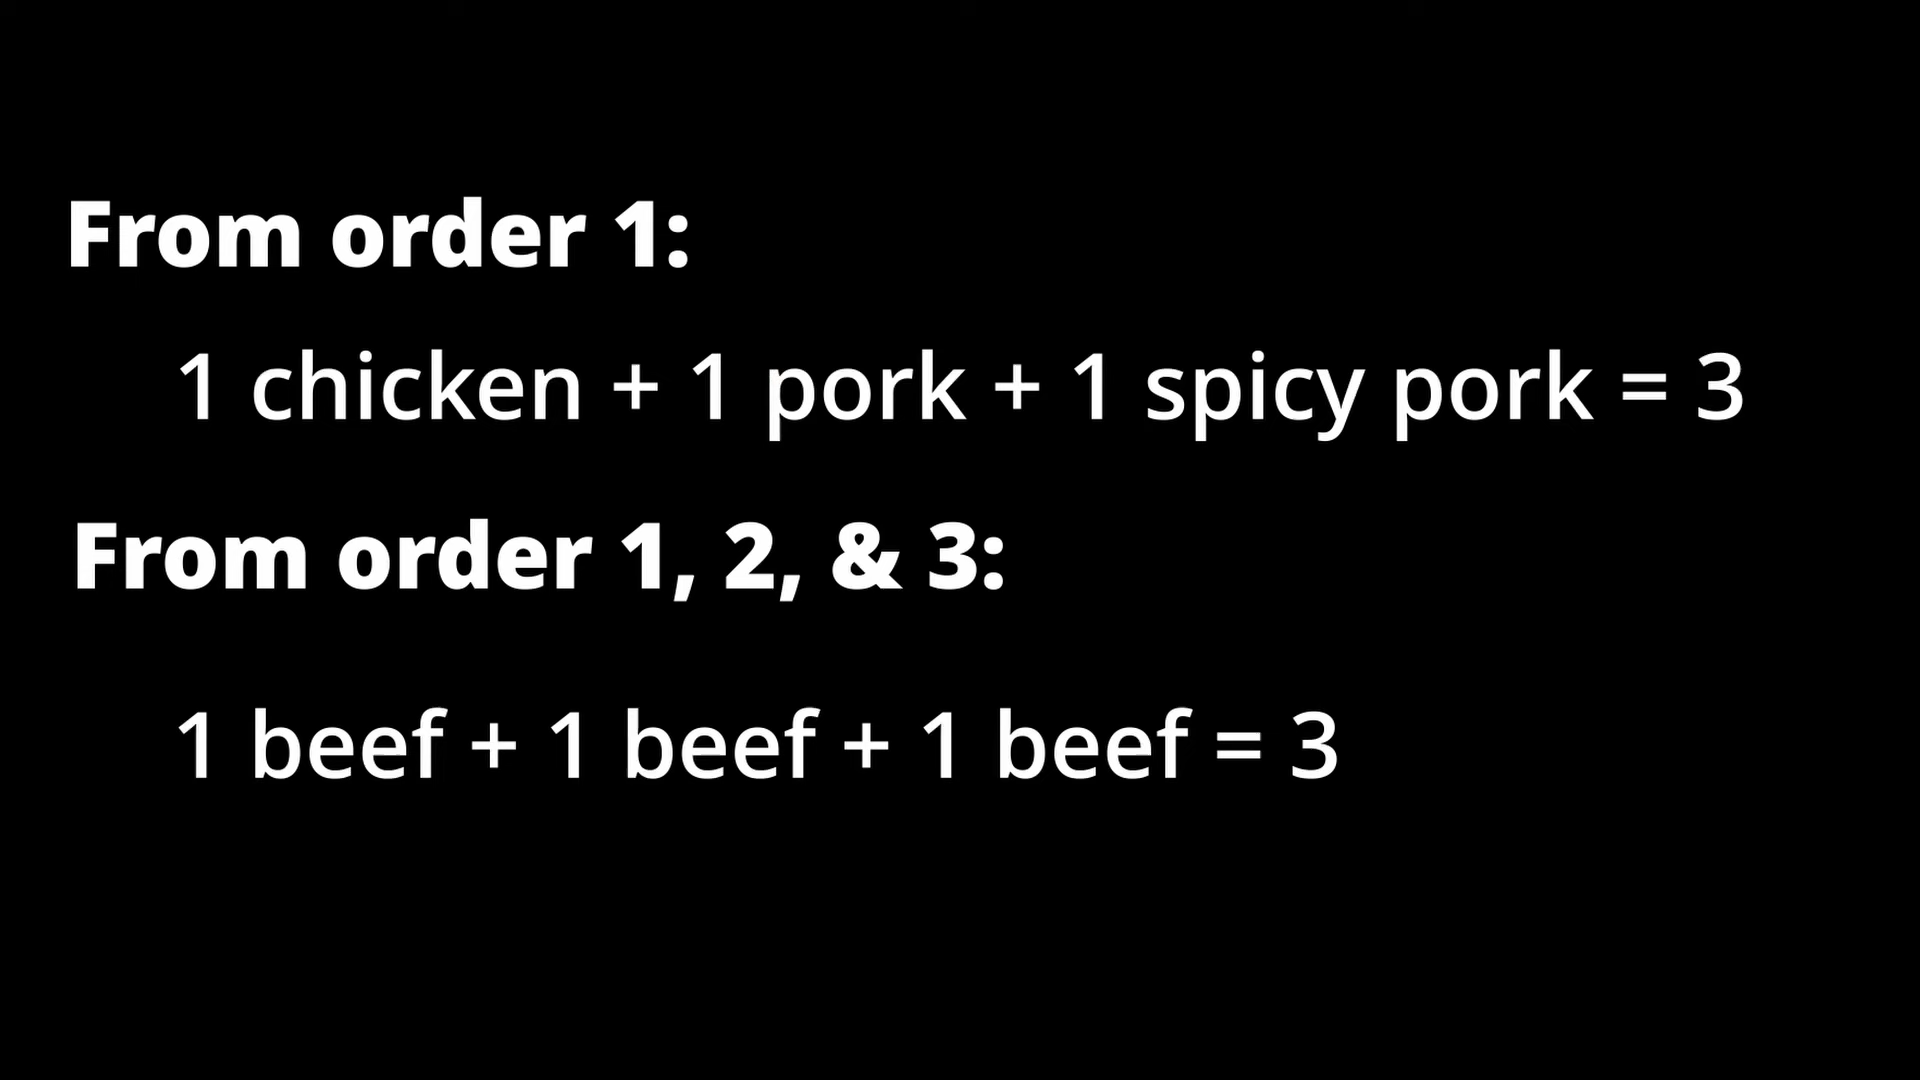 From order 1:
1 chicken + 1 pork + 1 spicy pork = 3
From order 1, 2, & 3:
1 beef + 1 beef + 1 beef = 3